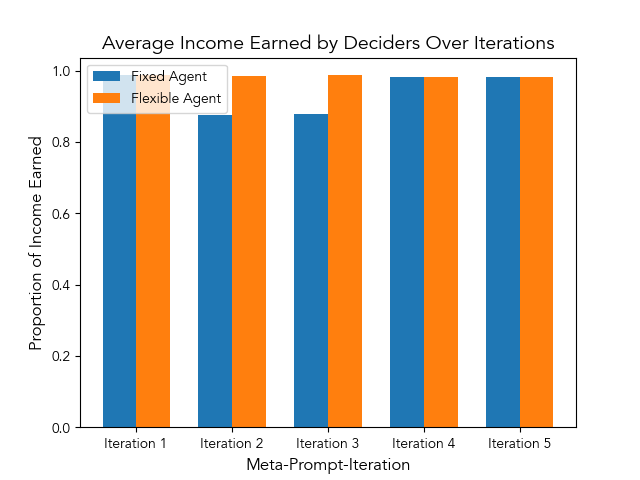 Average Income Earned by Deciders Over Iterations
Fixed Agent
Flexible Agent
Proportion of Income Earned
1.0
0.8
0.6
0.4
0.2
0.0
Iteration 1
Iteration 2
Iteration 3
Iteration 4
Iteration 5
Meta-Prompt-Iteration